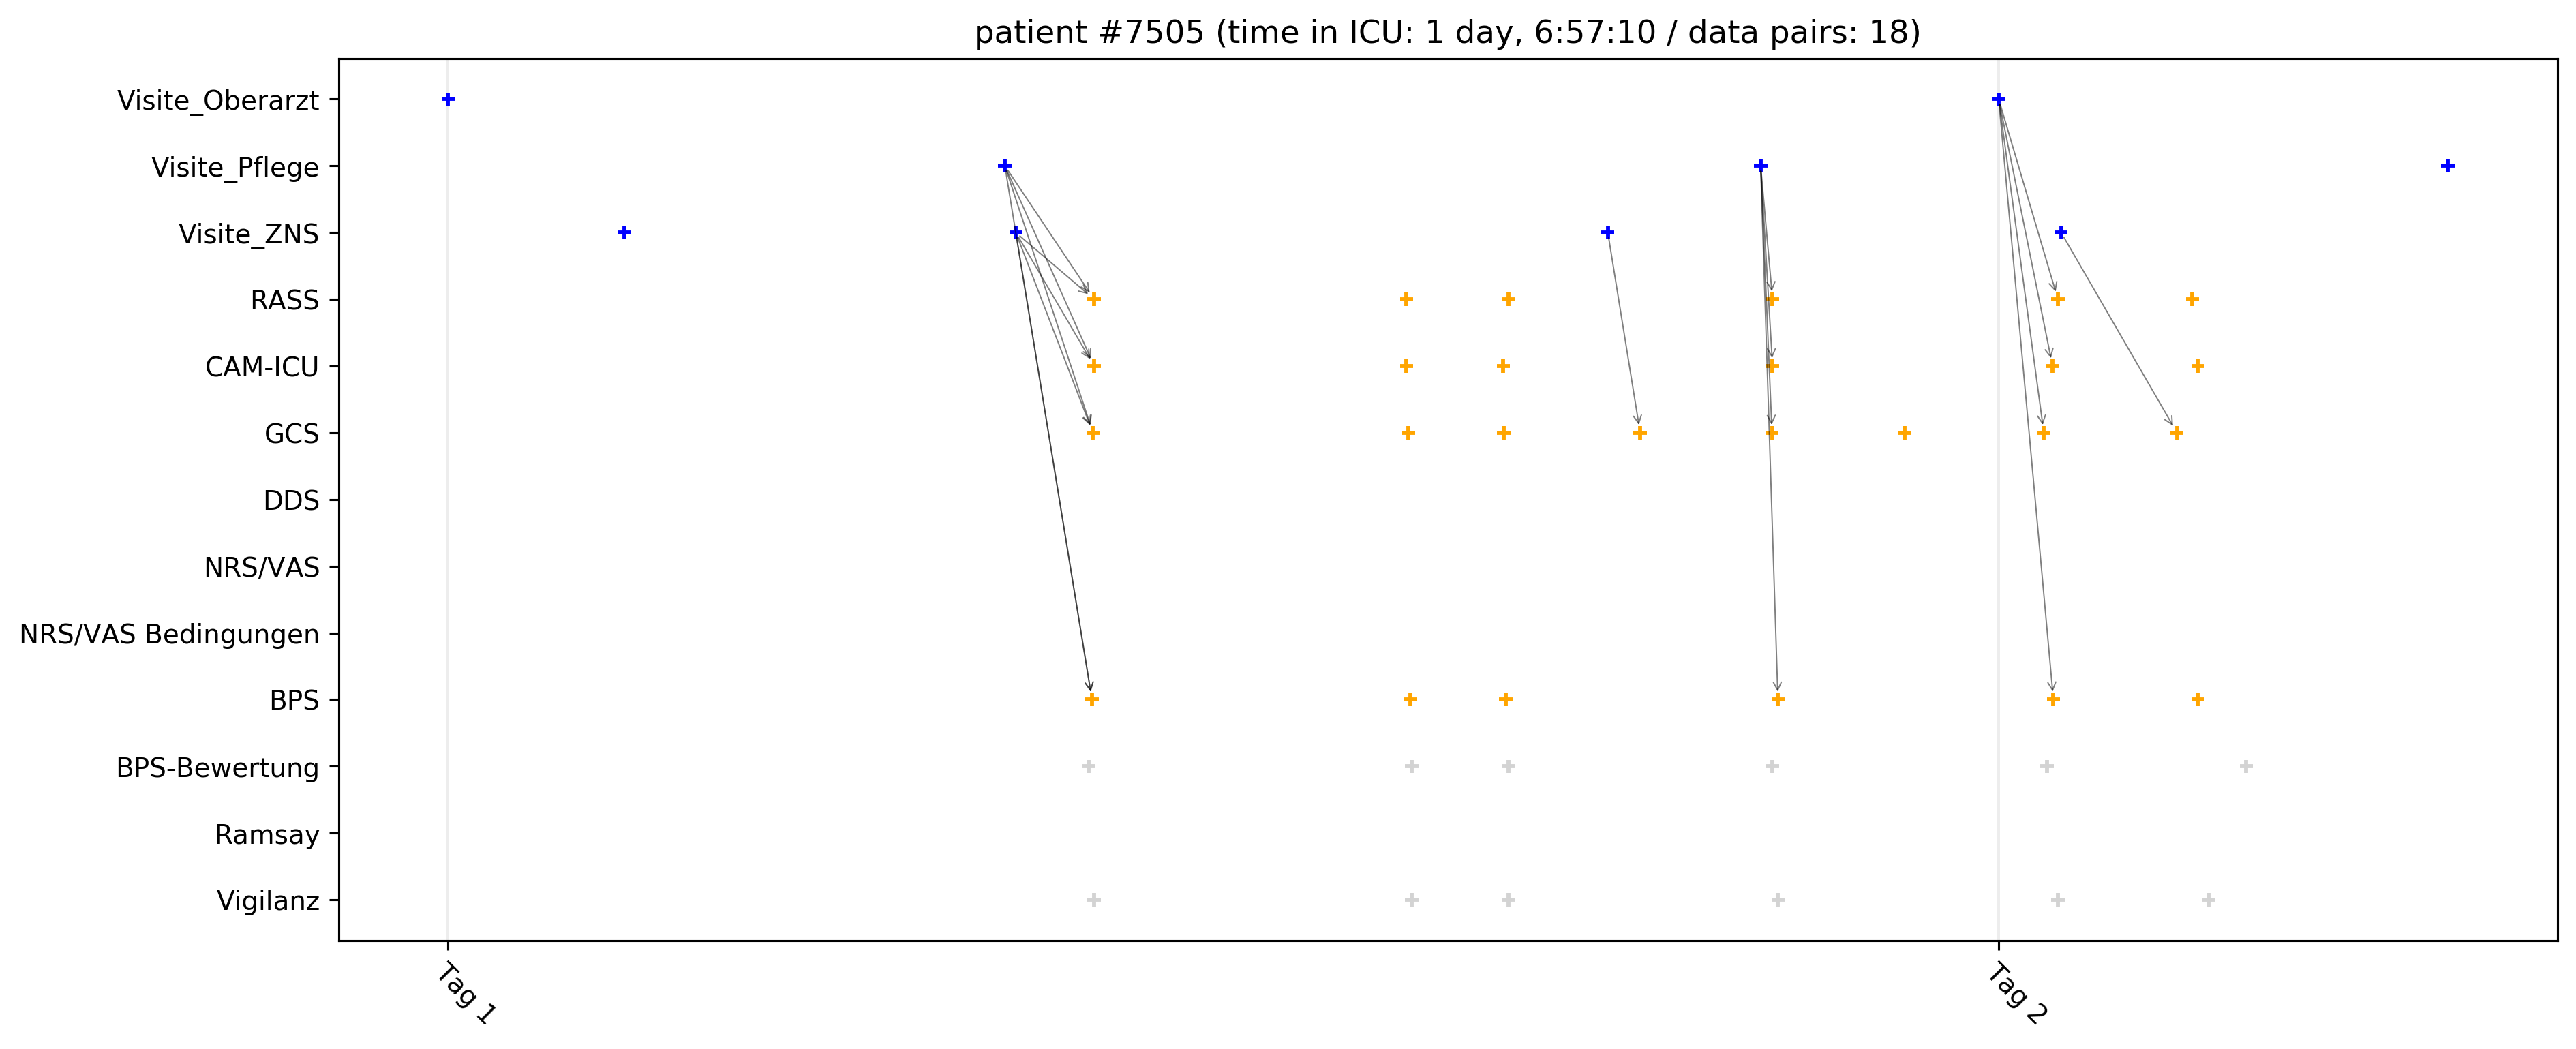 patient #7505 (time in ICU: 1 day, 6:57:10 / data pairs: 18)
Visite_Oberarzt
Visite_Pflege
Visite_ZNS
RASS
CAM-ICU
GCS
DDS
NRS/VAS
NRS/VAS Bedingungen
BPS
BPS-Bewertung
Ramsay
Vigilanz
Tag 1
Tag 2